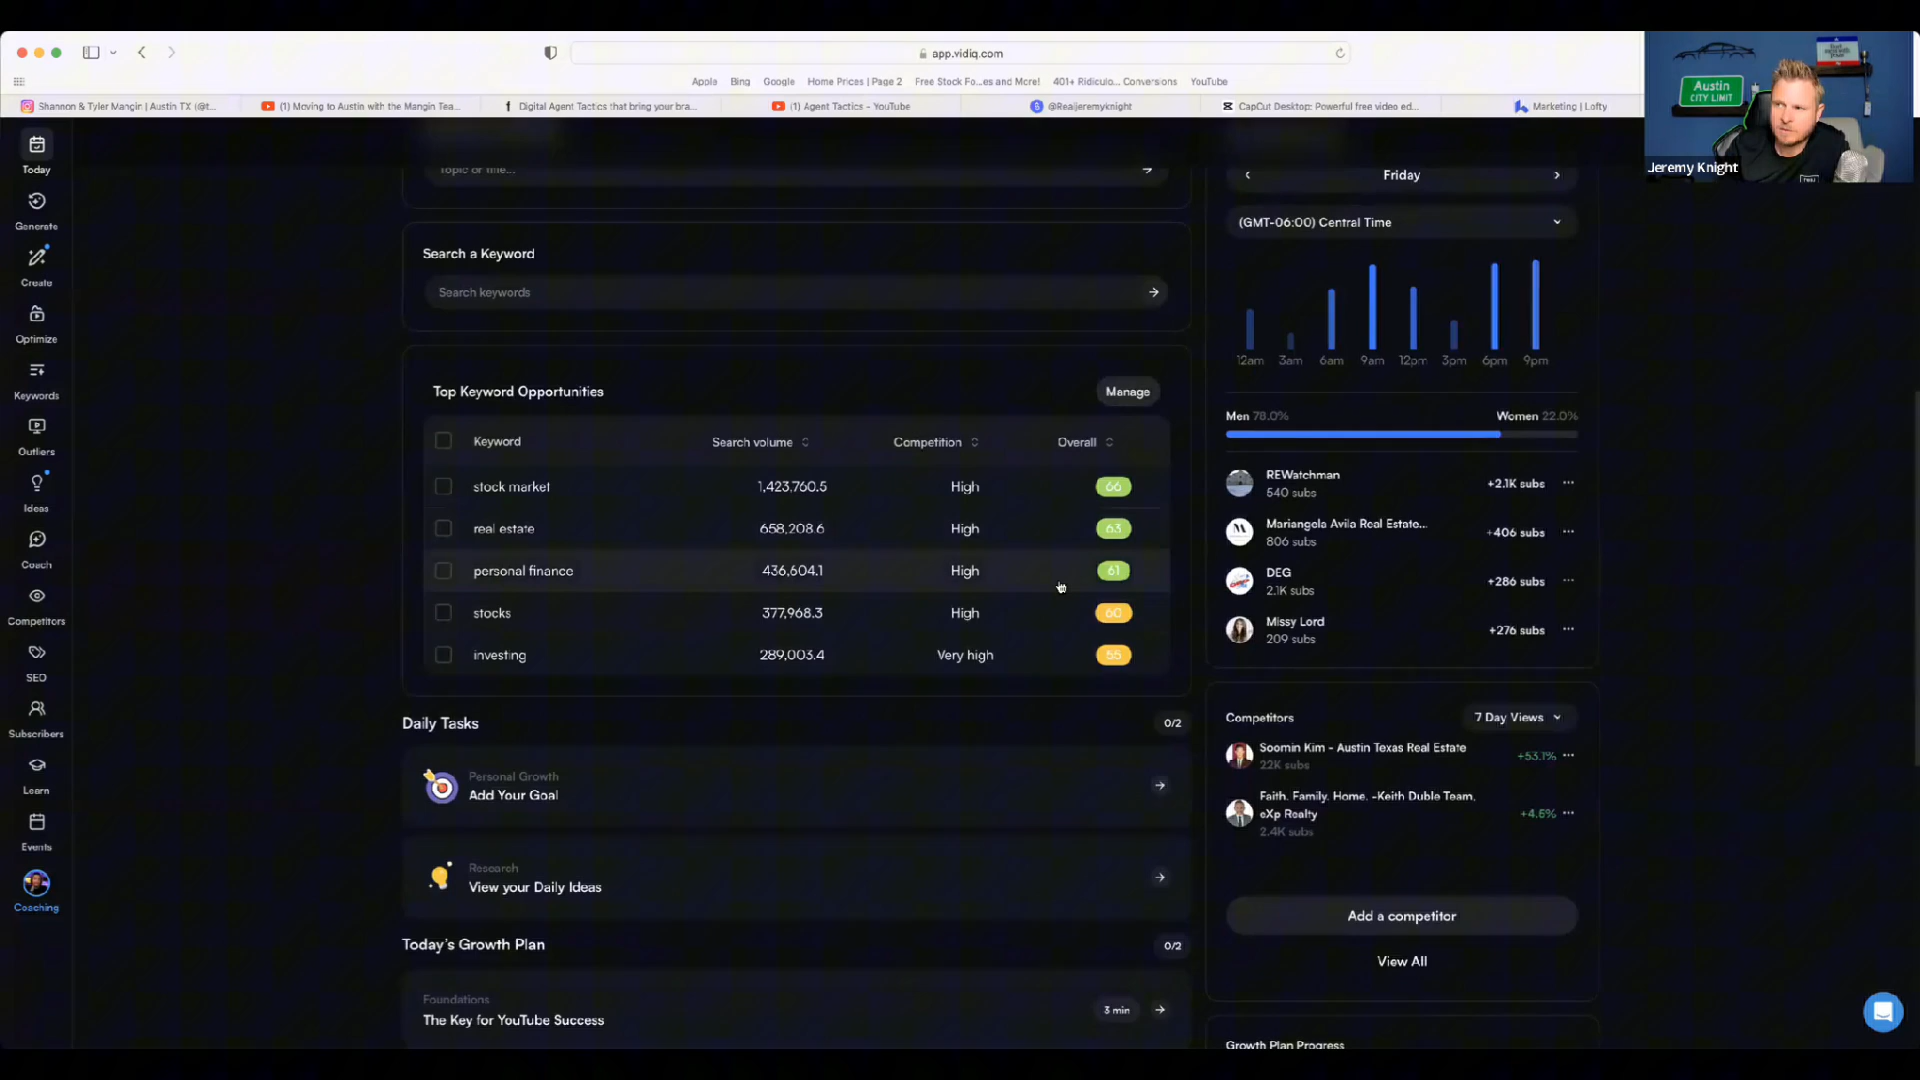 app.vidiq.com
Apple Bing Google Home Prices | Page 2 Free Stock Fo...es and More! 401+ Ridiculo... Conversions YouTube
Shannon & Tyler Mangin | Austin TX (@t...
(1) Moving to Austin with the Mangin Tea...
Digital Agent Tactics that bring your bra...
(1) Agent Tactics - YouTube
@Realjeremyknight
CapCut Desktop: Powerful free video ed...
Marketing | Lofty
Austin
CITY LIMIT
Jeremy Knight
Today
Generate
Create
Optimize
Keywords
Outliers
Ideas
Coach
Competitors
SEO
Subscribers
Learn
Events
Coaching
Topic or title...
Search a Keyword
Search keywords
Top Keyword Opportunities Manage
Keyword Search volume Competition Overall
stock market 1,423,760.5 High 66
real estate 658,208.6 High 63
personal finance 436,604.1 High 61
stocks 377,968.3 High 60
investing 289,003.4 Very high 55
Daily Tasks 0/2
Personal Growth
Add Your Goal
Research
View your Daily Ideas
Today's Growth Plan 0/2
Foundations
The Key for YouTube Success
3 min
Friday
(GMT-06:00) Central Time
12am 3am 6am 9am 12pm 3pm 6pm 9pm
Men 78.0% Women 22.0%
REWatchman
540 subs
+2.1K subs
Mariangela Avila Real Estate...
806 subs
+406 subs
DEG
2.1K subs
+286 subs
Missy Lord
209 subs
+276 subs
Competitors 7 Day Views
Soomin Kim - Austin Texas Real Estate
22K subs
+53.1%
Faith. Family. Home. -Keith Duble Team,
eXp Realty
2.4K subs
+4.5%
Add a competitor
View All
Growth Plan Progress